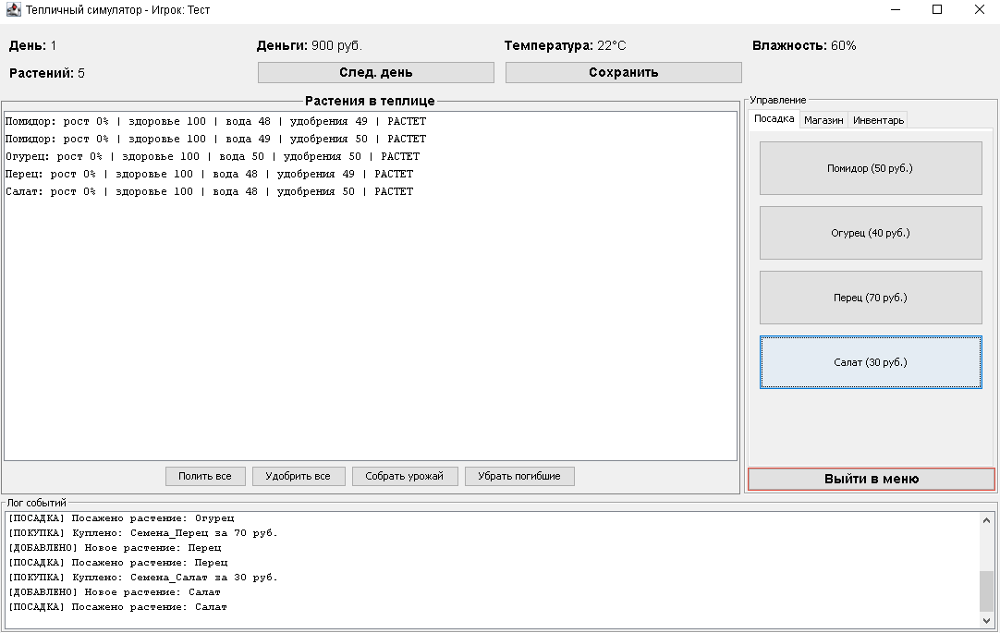 Тепличный симулятор - Игрок: Тест
День: 1 Деньги: 900 руб. Температура: 22°C Влажность: 60%
Растений: 5 След. день Сохранить
Растения в теплице
Помидор: рост 0% | здоровье 100 | вода 48 | удобрения 49 | РАСТЕТ
Помидор: рост 0% | здоровье 100 | вода 49 | удобрения 50 | РАСТЕТ
Огурец: рост 0% | здоровье 100 | вода 50 | удобрения 50 | РАСТЕТ
Перец: рост 0% | здоровье 100 | вода 48 | удобрения 49 | РАСТЕТ
Салат: рост 0% | здоровье 100 | вода 48 | удобрения 50 | РАСТЕТ
Полить все Удобрить все Собрать урожай Убрать погибшие
Управление
Посадка Магазин Инвентарь
Помидор (50 руб.)
Огурец (40 руб.)
Перец (70 руб.)
Салат (30 руб.)
Выйти в меню
Лог событий
[ПОСАДКА] Посажено растение: Огурец
[ПОКУПКА] Куплено: Семена_Перец за 70 руб.
[ДОБАВЛЕНО] Новое растение: Перец
[ПОСАДКА] Посажено растение: Перец
[ПОКУПКА] Куплено: Семена_Салат за 30 руб.
[ДОБАВЛЕНО] Новое растение: Салат
[ПОСАДКА] Посажено растение: Салат